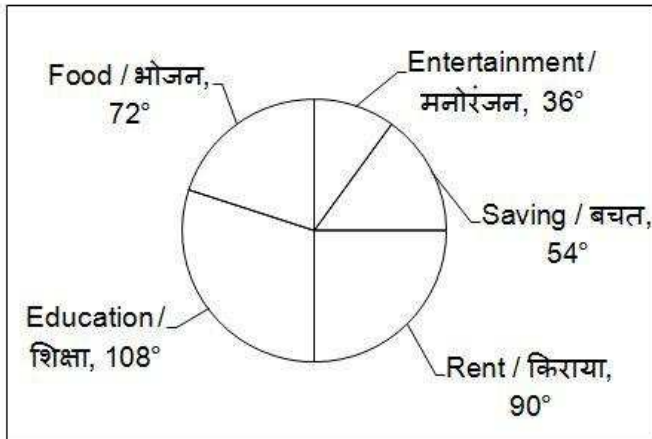 Food / भोजन,
72°
Entertainment /
मनोरंजन, 36°
Saving / बचत,
54°
Education /
शिक्षा, 108°
Rent / किराया,
90°